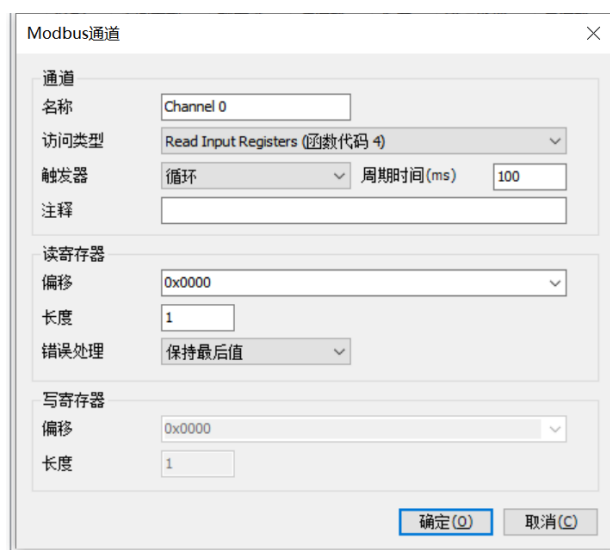 Modbus通道
通道
名称 Channel 0
访问类型 Read Input Registers (函数代码 4)
触发器 循环 周期时间(ms) 100
注释
读寄存器
偏移 0x0000
长度 1
错误处理 保持最后值
写寄存器
偏移 0x0000
长度 1
确定(O) 取消(C)